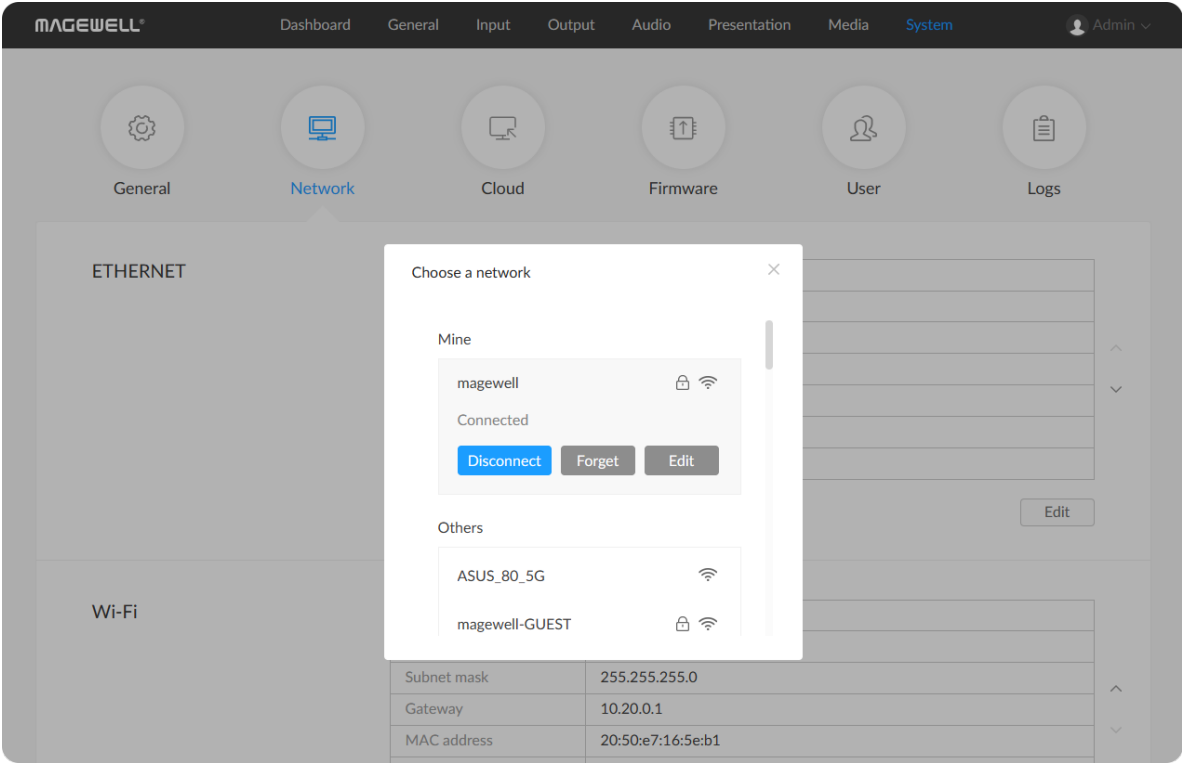 MAGEWELL®
Dashboard General Input Output Audio Presentation Media System Admin
General Network Cloud Firmware User Logs
ETHERNET
Choose a network
Mine
magewell
Connected
Disconnect Forget Edit
Others
ASUS_80_5G
magewell-GUEST
Edit
Wi-Fi
Subnet mask 255.255.255.0
Gateway 10.20.0.1
MAC address 20:50:e7:16:5e:b1